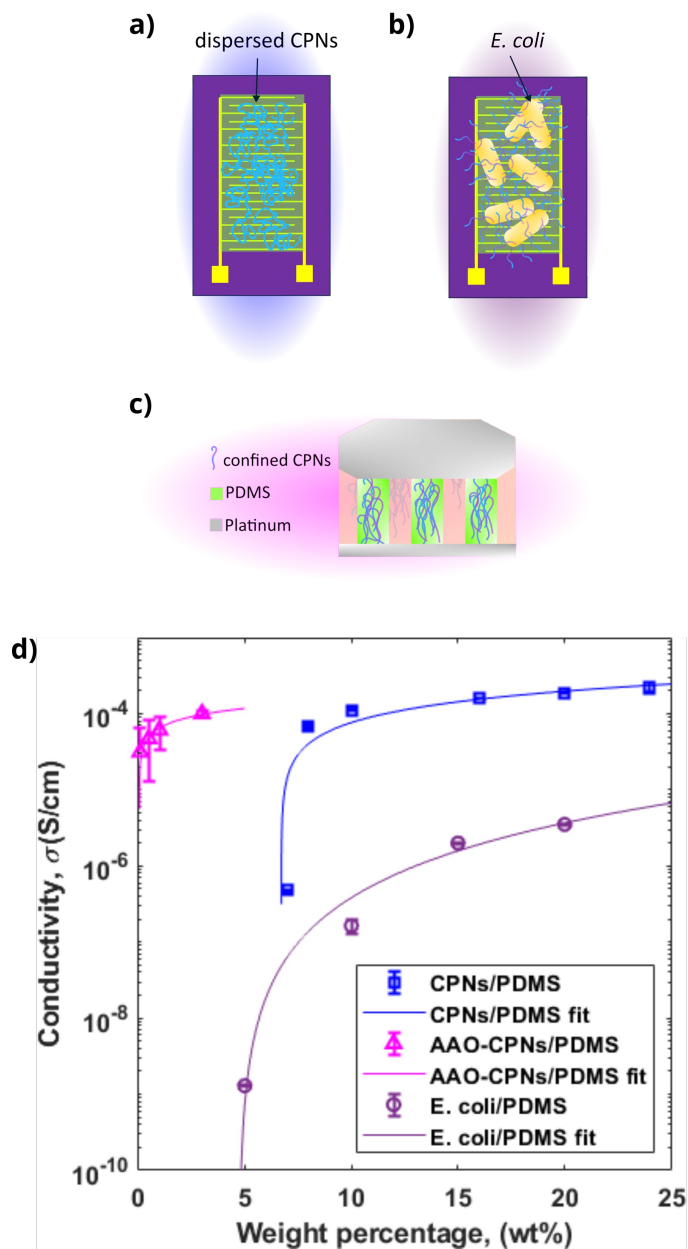 a)
b)
dispersed CPNs
E. coli
c)
confined CPNs
PDMS
Platinum
d)
Conductivity, σ(S/cm)
10⁻⁴
10⁻⁶
10⁻⁸
10⁻¹⁰
CPNs/PDMS
CPNs/PDMS fit
AAO-CPNs/PDMS
AAO-CPNs/PDMS fit
E. coli/PDMS
E. coli/PDMS fit
0 5 10 15 20 25
Weight percentage, (wt%)